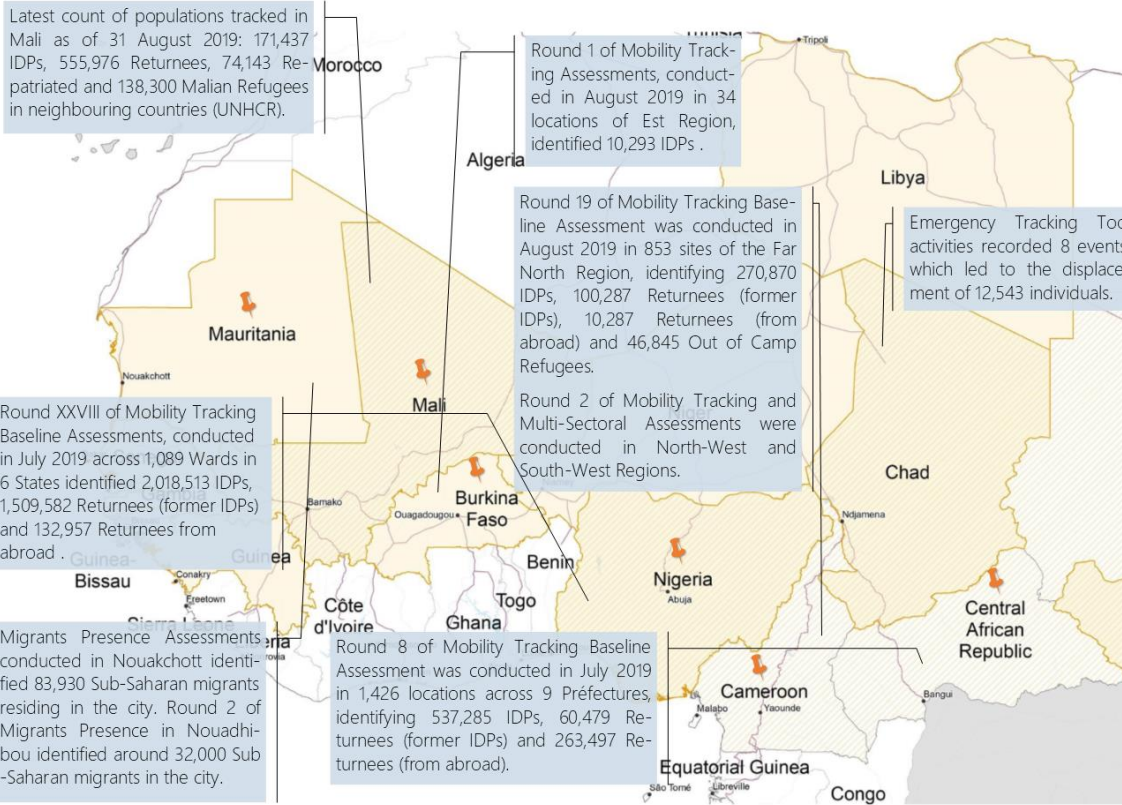 Latest count of populations tracked in
Mali as of 31 August 2019: 171,437
IDPs, 555,976 Returnees, 74,143 Re-
patriated and 138,300 Malian Refugees
in neighbouring countries (UNHCR).
Morocco
Tunisia
Tripoli
Round 1 of Mobility Track-
ing Assessments, conduct-
ed in August 2019 in 34
locations of Est Region,
identified 10,293 IDPs .
Algeria
Libya
Round 19 of Mobility Tracking Base-
line Assessment was conducted in
August 2019 in 853 sites of the Far
North Region, identifying 270,870
IDPs, 100,287 Returnees (former
IDPs), 10,287 Returnees (from
abroad) and 46,845 Out of Camp
Refugees.
Round 2 of Mobility Tracking and
Multi-Sectoral Assessments were
conducted in North-West and
South-West Regions.
Emergency Tracking Too
activities recorded 8 events
which led to the displace-
ment of 12,543 individuals.
Mauritania
Nouakchott
Mali
Niger
Niamey
Round XXVIII of Mobility Tracking
Baseline Assessments, conducted
in July 2019 across 1,089 Wards in
6 States identified 2,018,513 IDPs,
1,509,582 Returnees (former IDPs)
and 132,957 Returnees from
abroad .
Gambia
Guinea-
Bissau
Guinea
Conakry
Freetown
Sierra Leone
Liberia
Bamako
Burkina
Faso
Ouagadougou
Benin
Togo
Ghana
Côte
d'Ivoire
Nigeria
Abuja
Chad
Ndjamena
Central
African
Republic
Bangui
Migrants Presence Assessments
conducted in Nouakchott identi-
fied 83,930 Sub-Saharan migrants
residing in the city. Round 2 of
Migrants Presence in Nouadhi-
bou identified around 32,000 Sub
-Saharan migrants in the city.
Round 8 of Mobility Tracking Baseline
Assessment was conducted in July 2019
in 1,426 locations across 9 Préfectures,
identifying 537,285 IDPs, 60,479 Re-
turnees (former IDPs) and 263,497 Re-
turnees (from abroad).
Cameroon
Malabo
Yaounde
Equatorial Guinea
São Tomé
Libreville
Congo